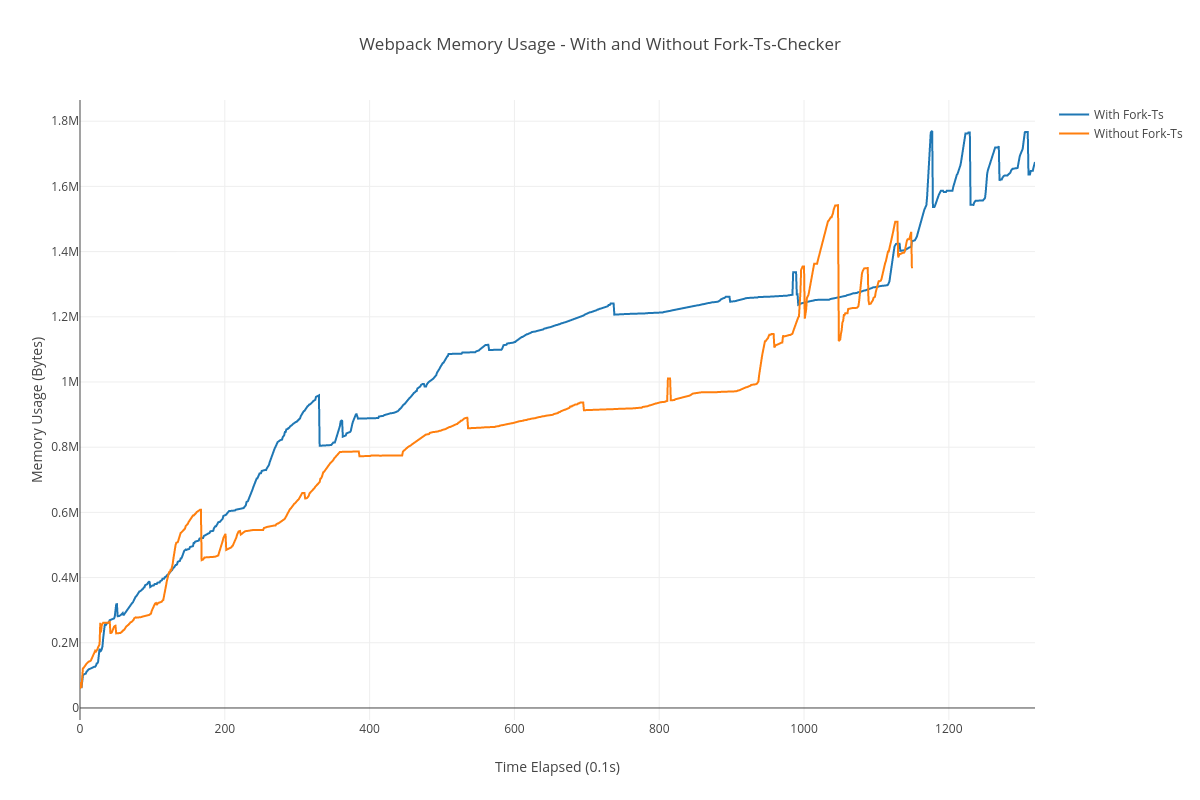 Webpack Memory Usage - With and Without Fork-Ts-Checker
With Fork-Ts
Without Fork-Ts
1.8M
1.6M
1.4M
1.2M
1M
0.8M
0.6M
0.4M
0.2M
0
Memory Usage (Bytes)
0 200 400 600 800 1000 1200
Time Elapsed (0.1s)